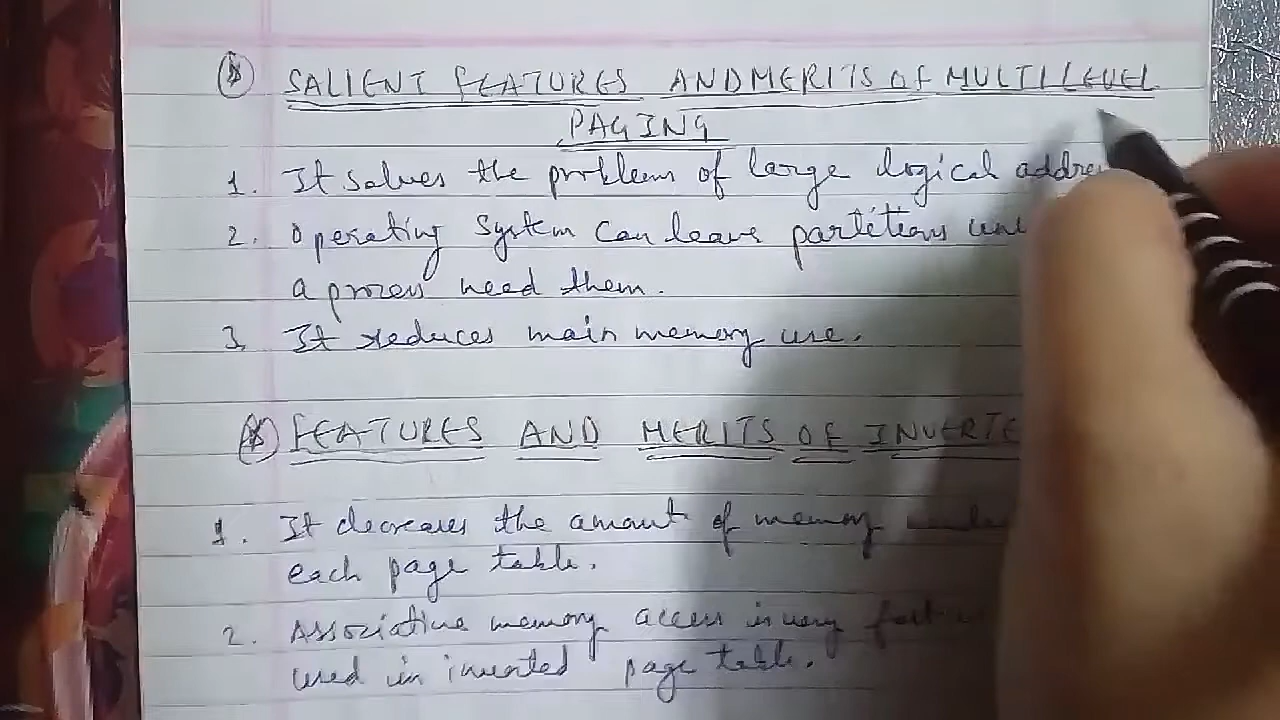 SALIENT FEATURES AND MERITS OF MULTILEVEL
PAGING
1. It solves the problem of large logical
2. Operating System can leave partitions
a process need them.
3. It reduces main memory use.
FEATURES AND MERITS OF
1. It decreases the amount of memory
each page table.
2. Associative memory access is very fast
used in inverted page table.